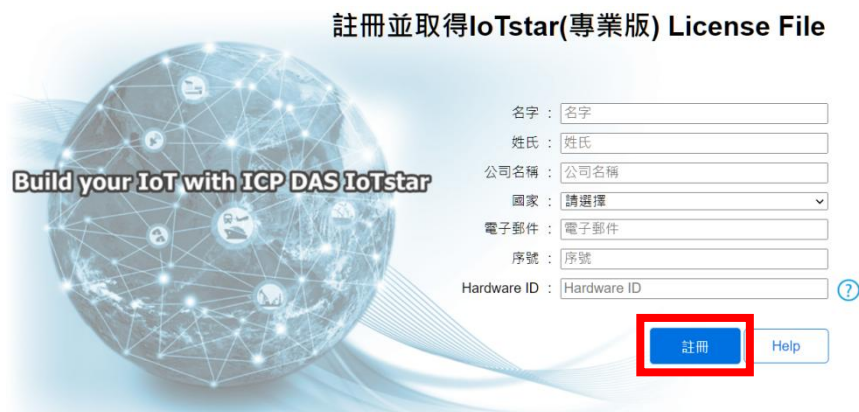 註冊並取得IoTstar(專業版) License File
Build your IoT with ICP DAS IoTstar
名字 : 名字
姓氏 : 姓氏
公司名稱 : 公司名稱
國家 : 請選擇
電子郵件 : 電子郵件
序號 : 序號
Hardware ID : Hardware ID ?
註冊 Help